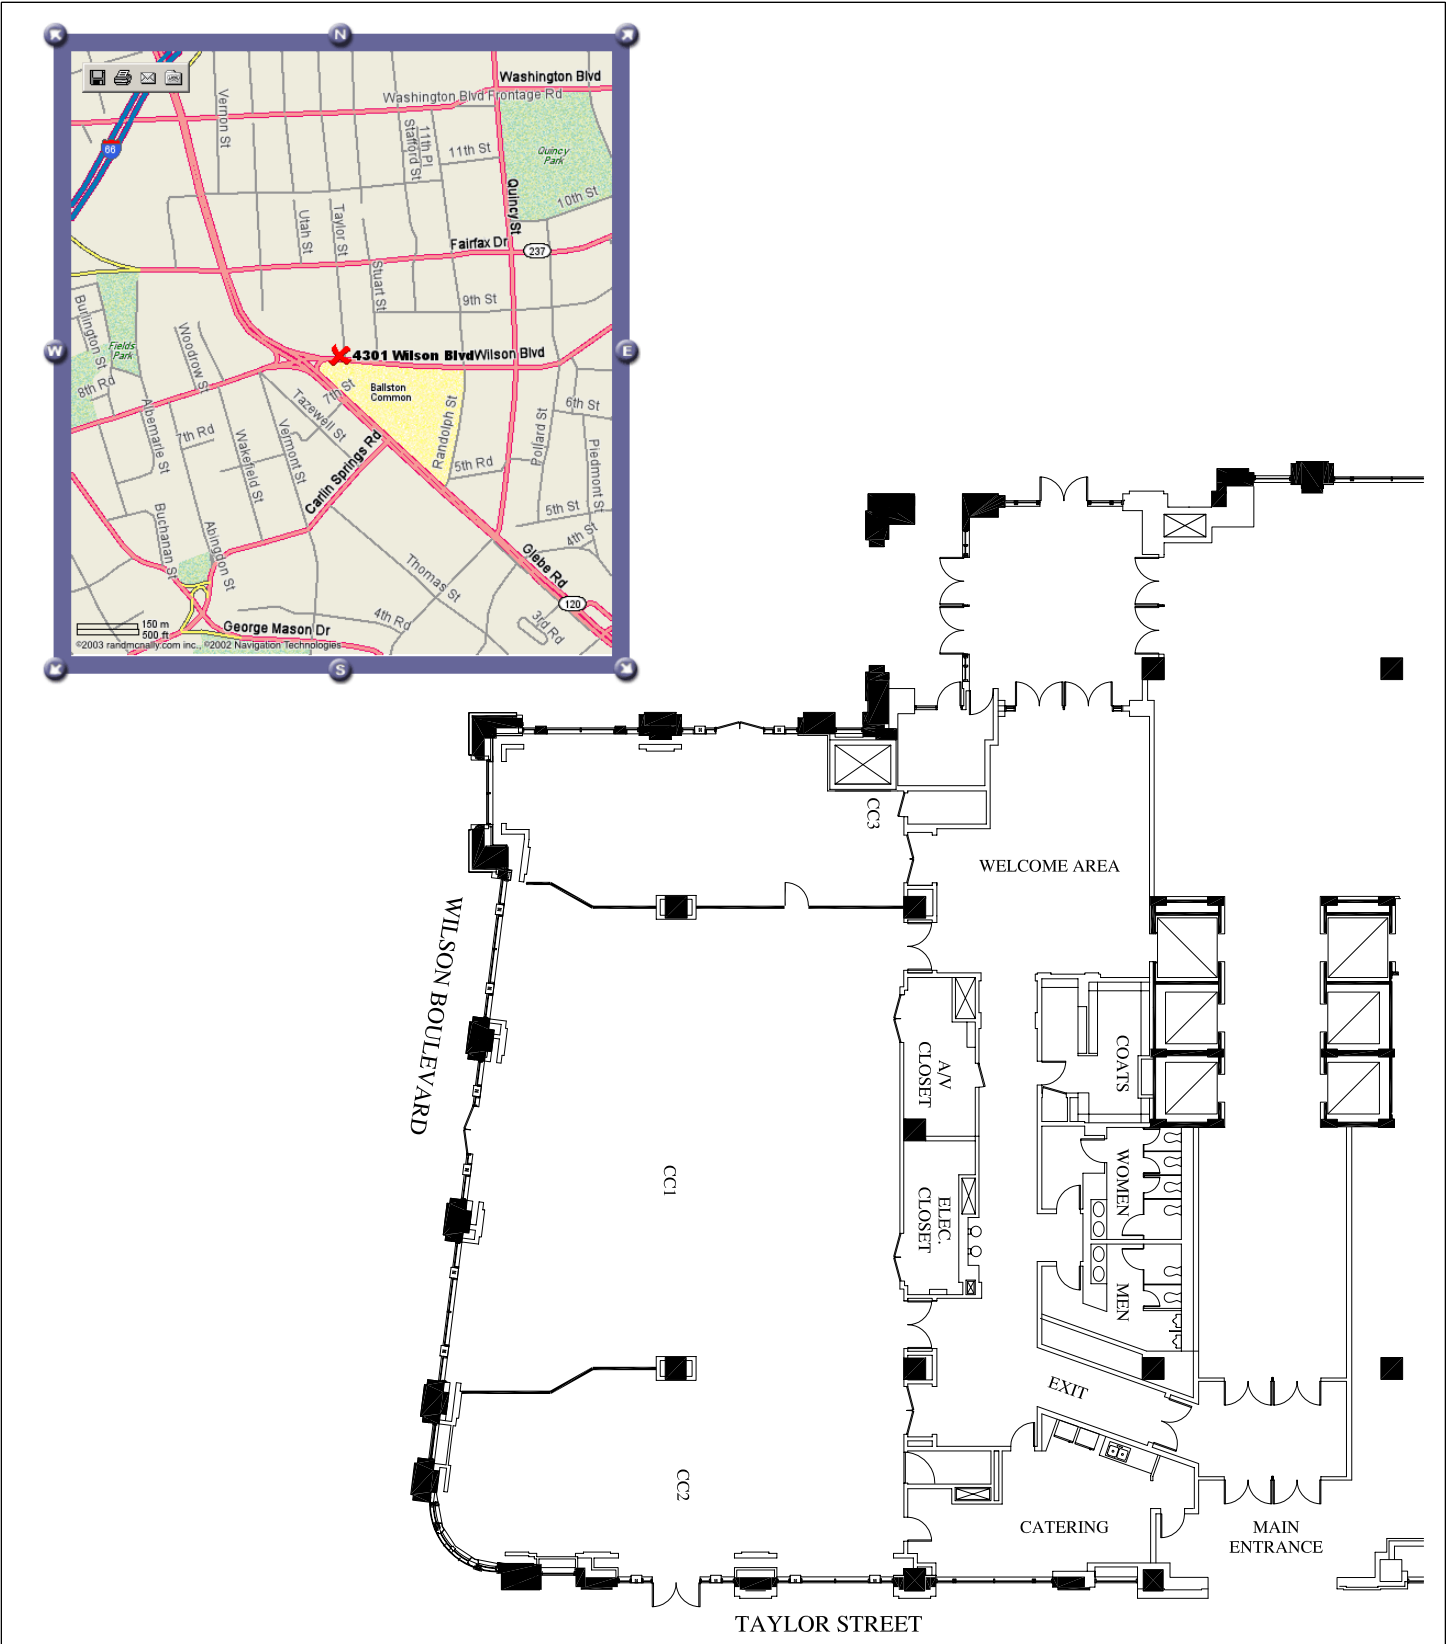 N
Washington Blvd
Washington Blvd Frontage Rd
Vernon St
66
11th Pl
Stafford St
11th St
Quincy
Park
10th St
Quincy St
Utah St
Taylor St
Fairfax Dr
237
Stuart St
9th St
Burlington St
Fields
Park
Woodrow St
W
4301 Wilson Blvd
Wilson Blvd
E
8th Rd
7th St
Ballston
Common
Tazewell St
Randolph St
6th St
Pollard St
Albemarle St
7th Rd
Wakefield St
Vermont St
Carlin Springs Rd
5th Rd
Piedmont St
Buchanan St
Abingdon St
5th St
4th St
Glebe Rd
Thomas St
120
4th Rd
3rd Rd
150 m
500 ft
George Mason Dr
©2003 randmcnally.com inc., ©2002 Navigation Technologies
S
CC3
WELCOME AREA
WILSON BOULEVARD
A/V
CLOSET
COATS
CC1
WOMEN
ELEC.
CLOSET
MEN
EXIT
CC2
CATERING
MAIN
ENTRANCE
TAYLOR STREET